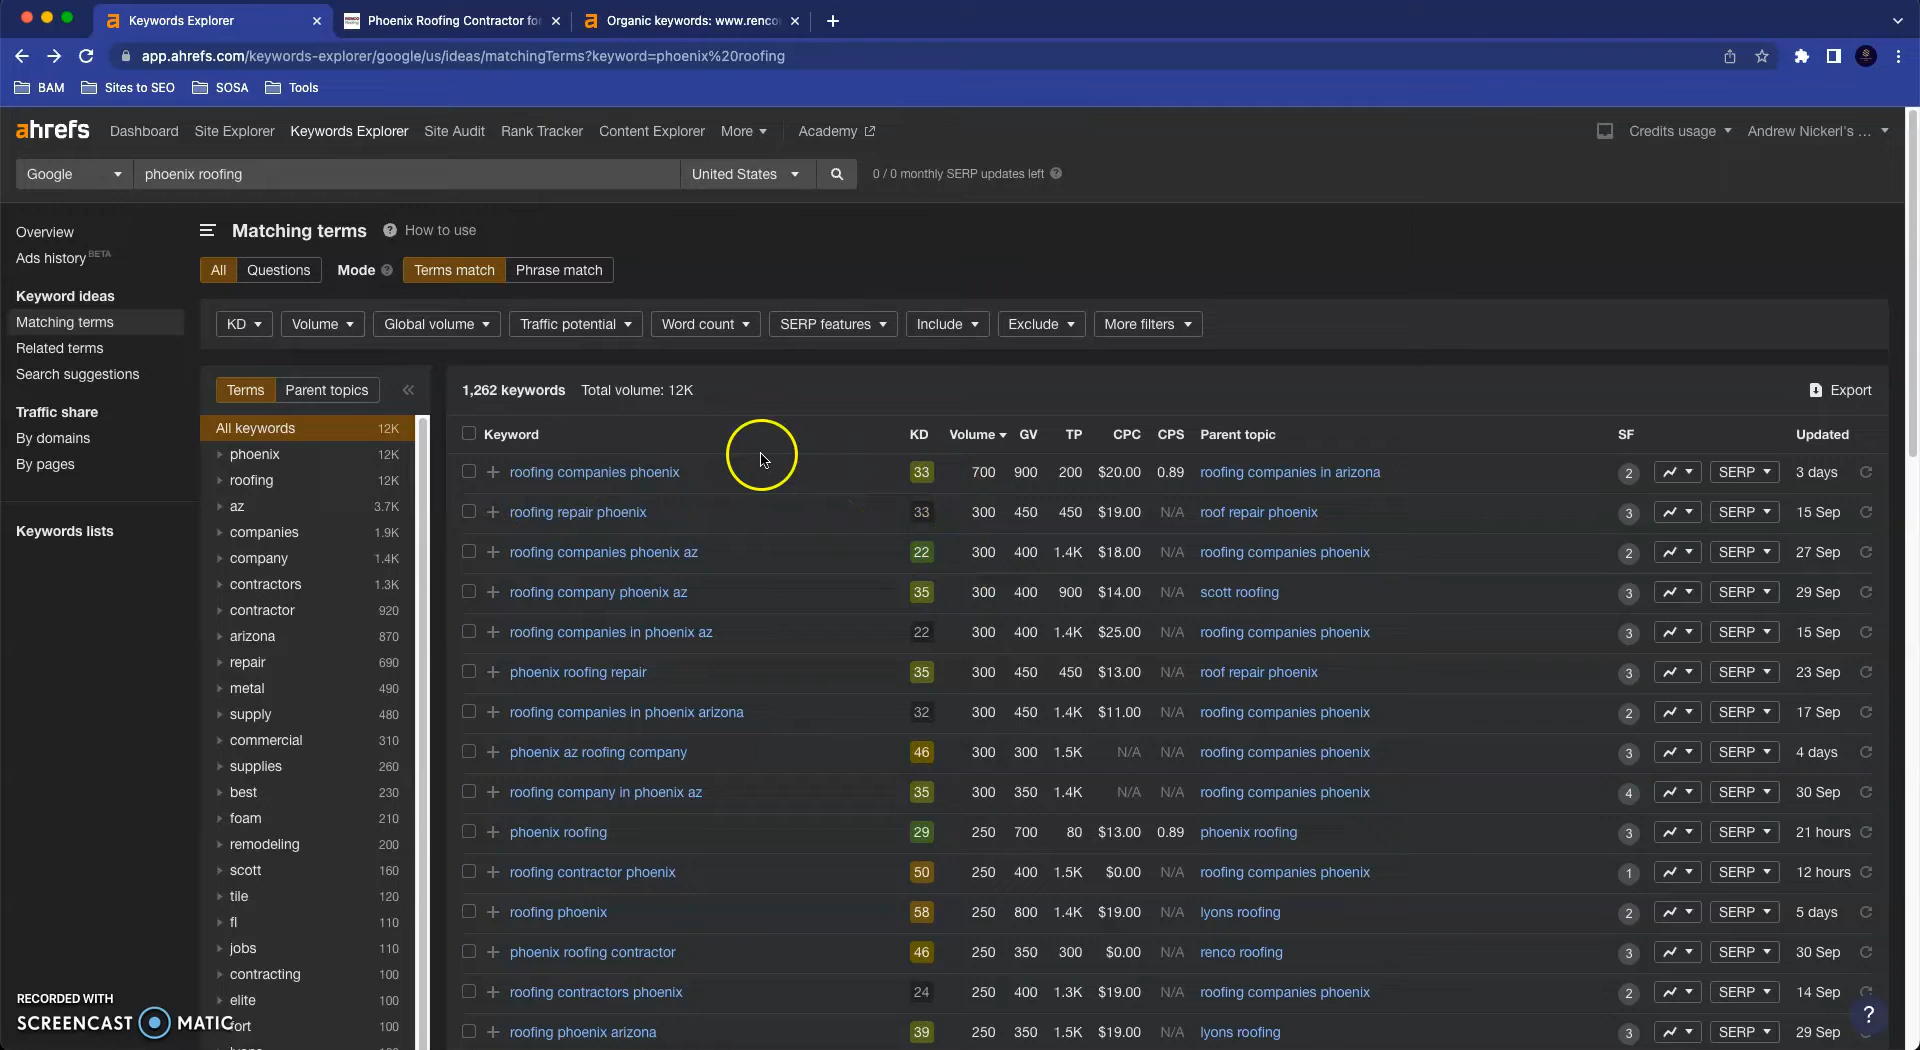 Keywords Explorer
Phoenix Roofing Contractor for
Organic keywords: www.renco
app.ahrefs.com/keywords-explorer/google/us/ideas/matchingTerms?keyword=phoenix%20roofing
BAM Sites to SEO SOSA Tools
ahrefs Dashboard Site Explorer Keywords Explorer Site Audit Rank Tracker Content Explorer More Academy Credits usage Andrew Nickerl's ...
Google phoenix roofing United States 0 / 0 monthly SERP updates left
Overview
Ads history BETA
Keyword ideas
Matching terms
Related terms
Search suggestions
Traffic share
By domains
By pages
Keywords lists
Matching terms ? How to use
All Questions Mode ? Terms match Phrase match
KD Volume Global volume Traffic potential Word count SERP features Include Exclude More filters
Terms Parent topics
All keywords 12K
phoenix 12K
roofing 12K
az 3.7K
companies 1.9K
company 1.4K
contractors 1.3K
contractor 920
arizona 870
repair 690
metal 490
supply 480
commercial 310
supplies 260
best 230
foam 210
remodeling 200
scott 160
tile 120
fl 110
jobs 110
contracting 100
elite 100
fort 100
1,262 keywords Total volume: 12K Export
Keyword KD Volume GV TP CPC CPS Parent topic SF Updated
roofing companies phoenix 33 700 900 200 $20.00 0.89 roofing companies in arizona 2 SERP 3 days
roofing repair phoenix 33 300 450 450 $19.00 N/A roof repair phoenix 3 SERP 15 Sep
roofing companies phoenix az 22 300 400 1.4K $18.00 N/A roofing companies phoenix 2 SERP 27 Sep
roofing company phoenix az 35 300 400 900 $14.00 N/A scott roofing 3 SERP 29 Sep
roofing companies in phoenix az 22 300 400 1.4K $25.00 N/A roofing companies phoenix 3 SERP 15 Sep
phoenix roofing repair 35 300 450 450 $13.00 N/A roof repair phoenix 3 SERP 23 Sep
roofing companies in phoenix arizona 32 300 450 1.4K $11.00 N/A roofing companies phoenix 2 SERP 17 Sep
phoenix az roofing company 46 300 300 1.5K N/A N/A roofing companies phoenix 3 SERP 4 days
roofing company in phoenix az 35 300 350 1.4K N/A N/A roofing companies phoenix 4 SERP 30 Sep
phoenix roofing 29 250 700 80 $13.00 0.89 phoenix roofing 3 SERP 21 hours
roofing contractor phoenix 50 250 400 1.5K $0.00 N/A roofing companies phoenix 1 SERP 12 hours
roofing phoenix 58 250 800 1.4K $19.00 N/A lyons roofing 2 SERP 5 days
phoenix roofing contractor 46 250 350 300 $0.00 N/A renco roofing 3 SERP 30 Sep
roofing contractors phoenix 24 250 400 1.3K $19.00 N/A roofing companies phoenix 2 SERP 14 Sep
roofing phoenix arizona 39 250 350 1.5K $19.00 N/A lyons roofing 3 SERP 29 Sep
RECORDED WITH
SCREENCAST MATIC
?